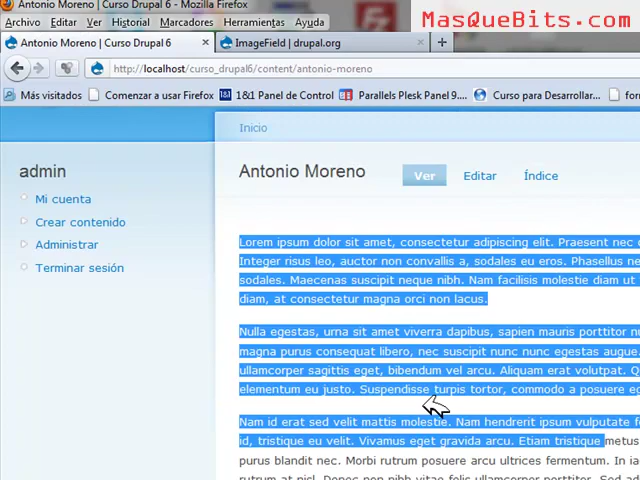 Antonio Moreno | Curso Drupal 6 - Mozilla Firefox
MasQueBits.com
Archivo Editar Ver Historial Marcadores Herramientas Ayuda
Antonio Moreno | Curso Drupal 6 × ImageField | drupal.org × +
http://localhost/curso_drupal6/content/antonio-moreno
Más visitados Comenzar a usar Firefox 1&1 Panel de Control Parallels Plesk Panel 9.... Curso para Desarrollar...
Inicio
admin
Mi cuenta
Crear contenido
Administrar
Terminar sesión
Antonio Moreno Ver Editar Índice
Lorem ipsum dolor sit amet, consectetur adipiscing elit. Praesent nec
Integer risus leo, auctor non convallis a, sodales eu eros. Phasellus
sodales. Maecenas suscipit neque nibh. Nam facilisis molestie diam ut
diam, at consectetur magna orci non lacus.
Nulla egestas, urna sit amet viverra dapibus, sapien mauris porttitor
magna purus consequat libero, nec suscipit nunc nunc egestas augue.
ullamcorper sagittis eget, bibendum vel arcu. Aliquam erat volutpat.
elementum eu justo. Suspendisse turpis tortor, commodo a posuere
Nam id erat sed velit mattis molestie. Nam hendrerit ipsum vulputate
id, tristique eu velit. Vivamus eget gravida arcu. Etiam tristique metus
purus blandit nec. Morbi rutrum posuere arcu ultrices fermentum. In
rutrum at nibh vitae felis ullamcorper porttitor. Sed